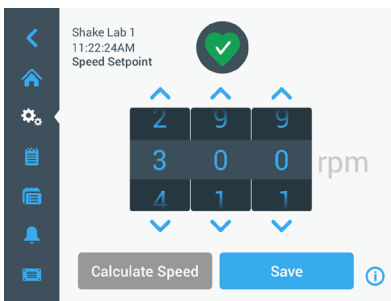 Shake Lab 1
11:22:24AM
Speed Setpoint
2 9 9
3 0 0 rpm
4 1 1
Calculate Speed Save